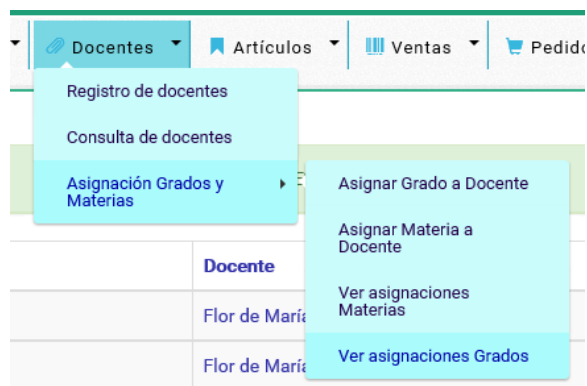 Docentes
Artículos
Ventas
Registro de docentes
Consulta de docentes
Asignación Grados y
Materias
Asignar Grado a Docente
Asignar Materia a
Docente
Ver asignaciones
Materias
Ver asignaciones Grados
Docente
Flor de María
Flor de María